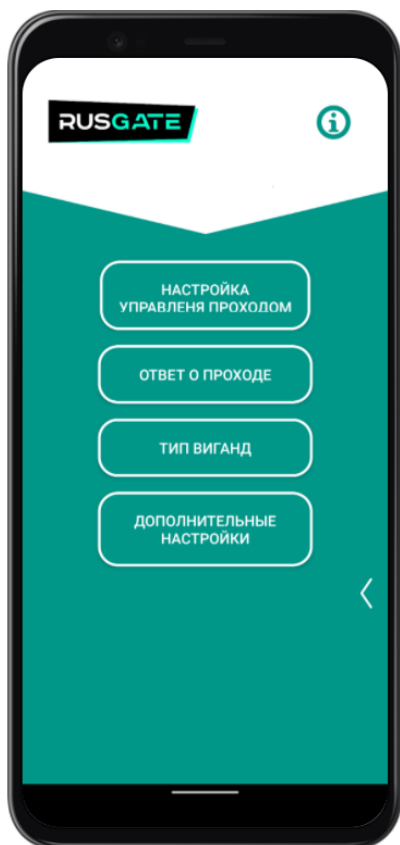 RUSGATE
НАСТРОЙКА
УПРАВЛЕНЯ ПРОХОДОМ
ОТВЕТ О ПРОХОДЕ
ТИП ВИГАНД
ДОПОЛНИТЕЛЬНЫЕ
НАСТРОЙКИ